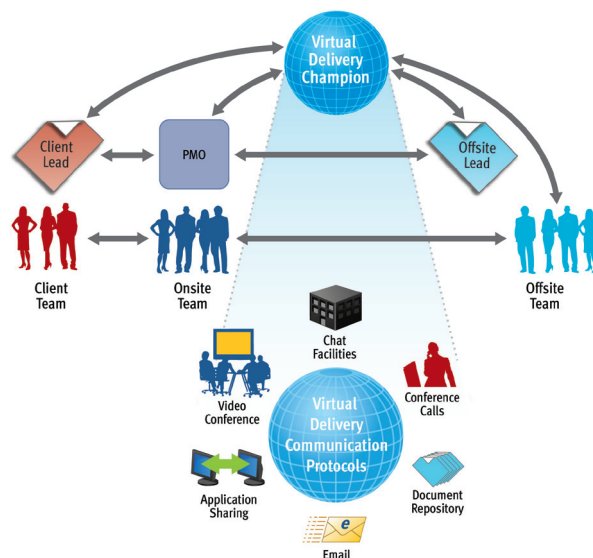 Virtual
Delivery
Champion
Client
Lead
PMO
Offsite
Lead
Client
Team
Onsite
Team
Offsite
Team
Chat
Facilities
Video
Conference
Conference
Calls
Virtual
Delivery
Communication
Protocols
Application
Sharing
Document
Repository
e
Email